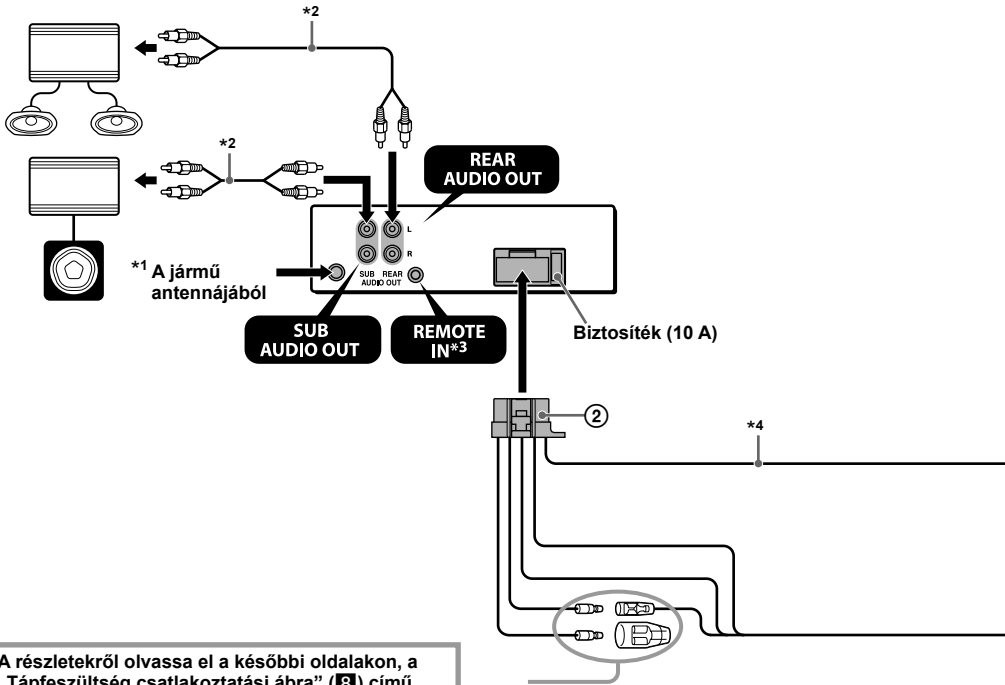 *2
*2
REAR
AUDIO OUT
L
R
SUB REAR
AUDIO OUT
*1 A jármű
antennájából
SUB
AUDIO OUT
REMOTE
IN*3
Biztosíték (10 A)
2
*4
A részletekről olvassa el a későbbi oldalakon, a
Tápfeszültség csatlakoztatási ábra” (8) című